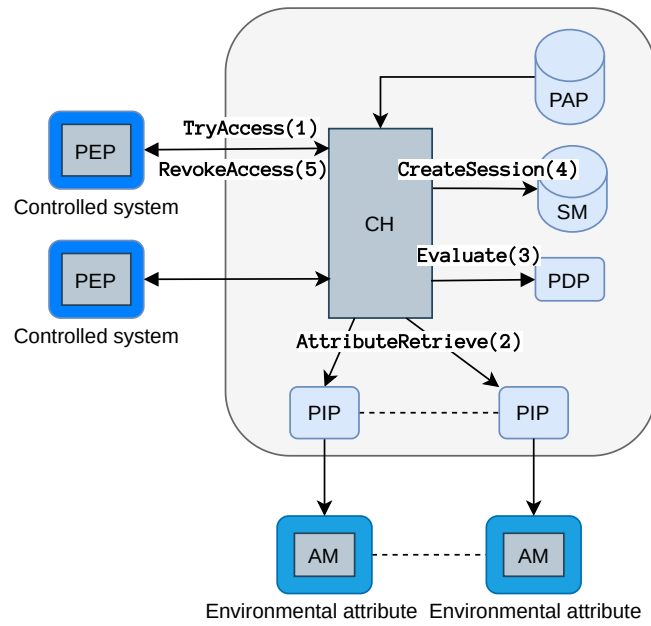 PAP
TryAccess(1)
PEP
RevokeAccess(5)
CreateSession(4)
Controlled system
SM
CH
Evaluate(3)
PEP
PDP
Controlled system
AttributeRetrieve(2)
PIP
PIP
AM
AM
Environmental attribute
Environmental attribute